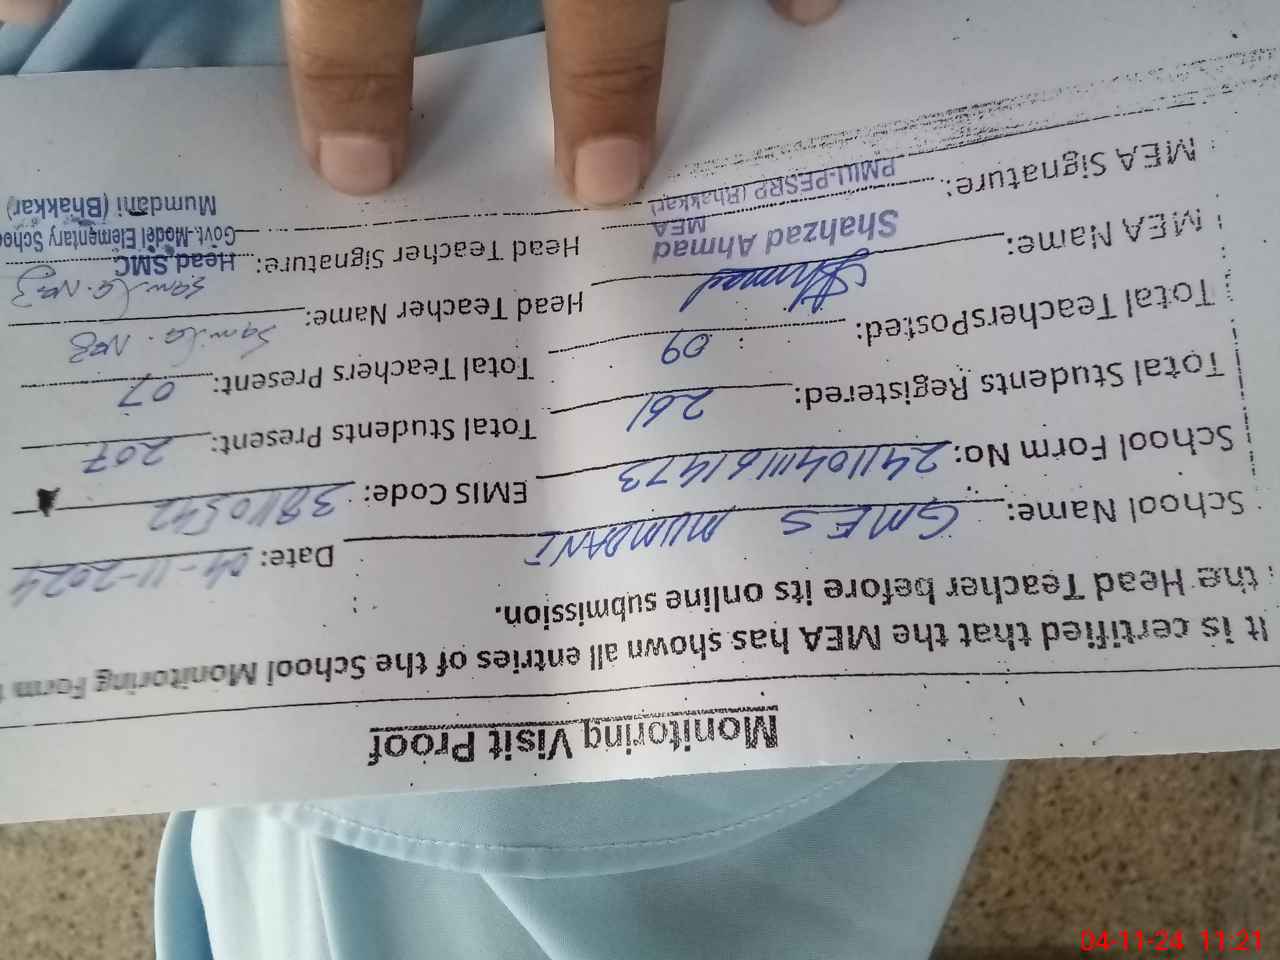 Monitoring Visit Proof
It is certified that the MEA has shown all entries of the School Monitoring Form
the Head Teacher before its online submission.
School Name: GMES MUMDANI Date: 04-11-2024
School Form No: 241104111161473 EMIS Code: 38110542
Total Students Registered: 261 Total Students Present: 207
Total TeachersPosted: 09 Total Teachers Present: 07
MEA Name: Ahmad Head Teacher Name:
Shahzad Ahmad
MEA
MEA Signature: PMIU-PESRP (Bhakkar) Head Teacher Signature:
Head SMC
Govt. Model Elementary School
Mumdani (Bhakkar)
04-11-24 11:21